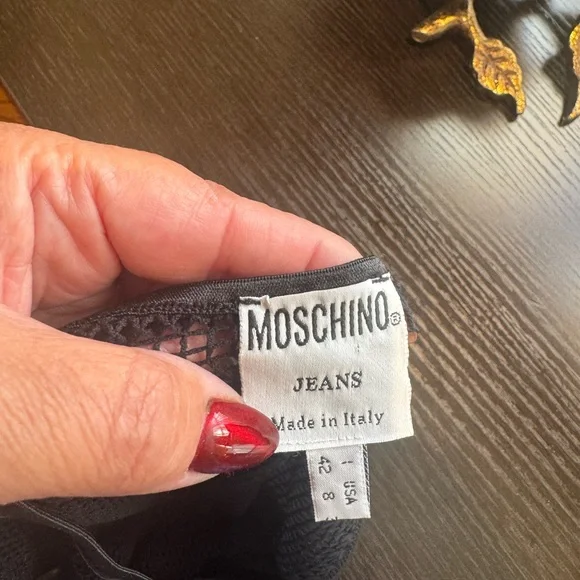 MOSCHINO®
JEANS
Made in Italy
I USA
42 8